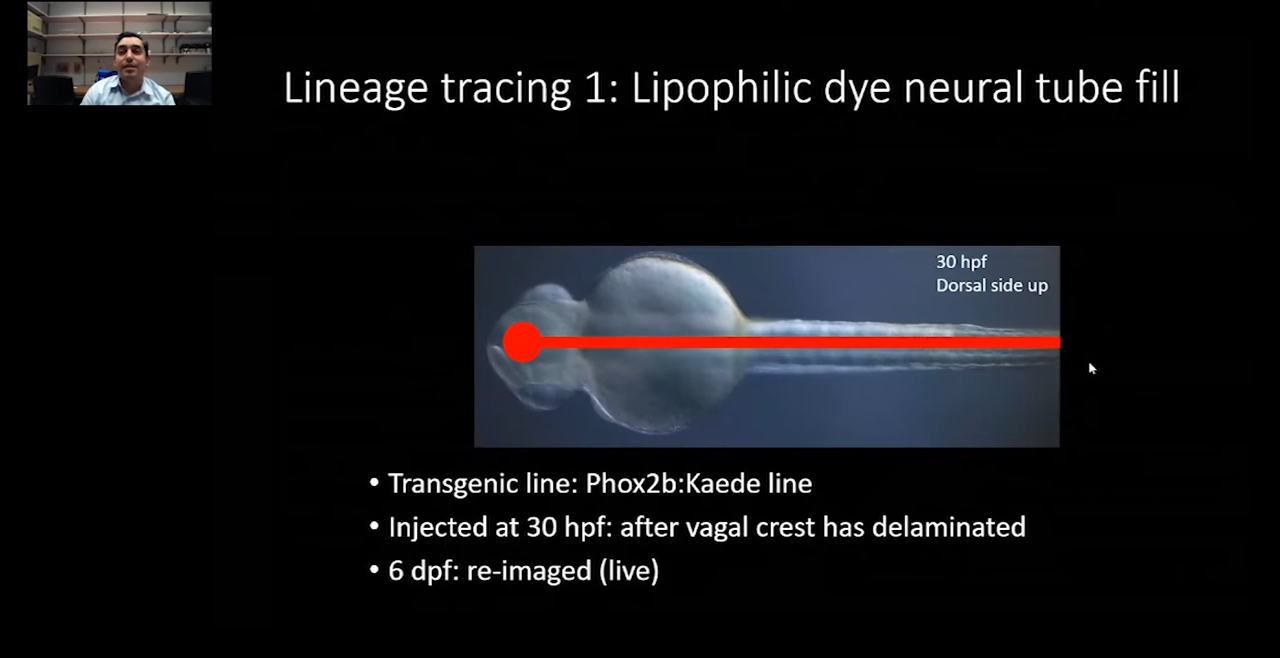 Lineage tracing 1: Lipophilic dye neural tube fill
30 hpf
Dorsal side up
• Transgenic line: Phox2b:Kaede line
• Injected at 30 hpf: after vagal crest has delaminated
• 6 dpf: re-imaged (live)